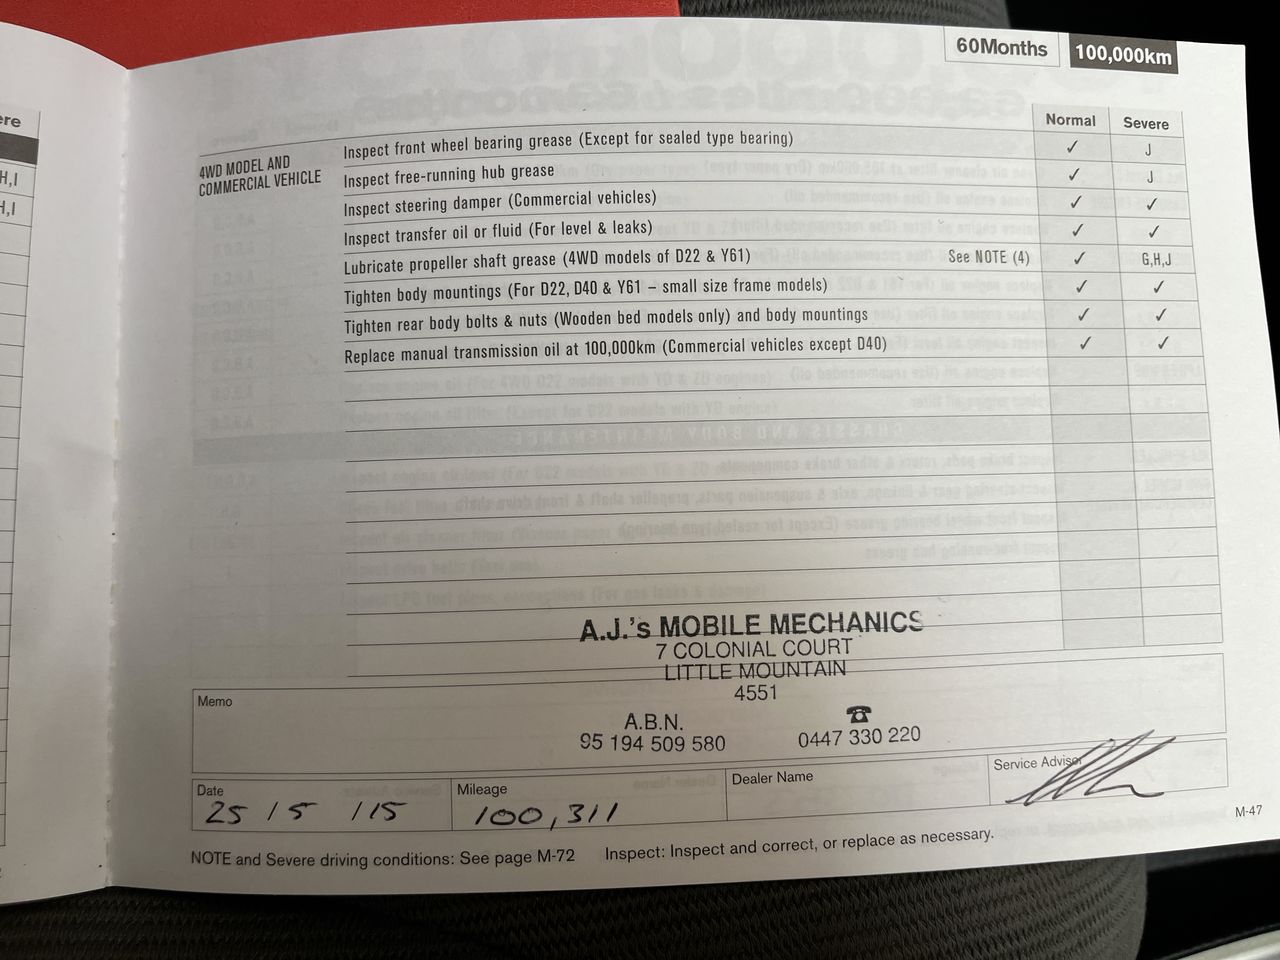 60Months 100,000km
ere
Normal Severe
4WD MODEL AND
COMMERCIAL VEHICLE
Inspect front wheel bearing grease (Except for sealed type bearing) ✓ J
Inspect free-running hub grease ✓ J
Inspect steering damper (Commercial vehicles) ✓ ✓
Inspect transfer oil or fluid (For level & leaks) ✓ ✓
Lubricate propeller shaft grease (4WD models of D22 & Y61) See NOTE (4) ✓ G,H,J
Tighten body mountings (For D22, D40 & Y61 – small size frame models) ✓ ✓
Tighten rear body bolts & nuts (Wooden bed models only) and body mountings ✓ ✓
Replace manual transmission oil at 100,000km (Commercial vehicles except D40) ✓ ✓
H,I
H,I
A.J.'s MOBILE MECHANICS
7 COLONIAL COURT
LITTLE MOUNTAIN
4551
Memo
A.B.N. ☎
95 194 509 580 0447 330 220
Date Mileage Dealer Name Service Advisor
25 / 5 / 15 100,311
M-47
NOTE and Severe driving conditions: See page M-72 Inspect: Inspect and correct, or replace as necessary.